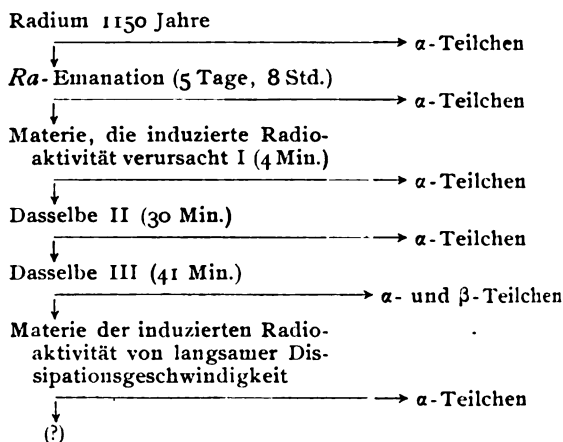 Radium 1150 Jahre
α-Teilchen
Ra-Emanation (5 Tage, 8 Std.)
α-Teilchen
Materie, die induzierte Radio-
aktivität verursacht I (4 Min.)
α-Teilchen
Dasselbe II (30 Min.)
α-Teilchen
Dasselbe III (41 Min.)
α- und β-Teilchen
Materie der induzierten Radio-
aktivität von langsamer Dis-
sipationsgeschwindigkeit
α-Teilchen
(?)